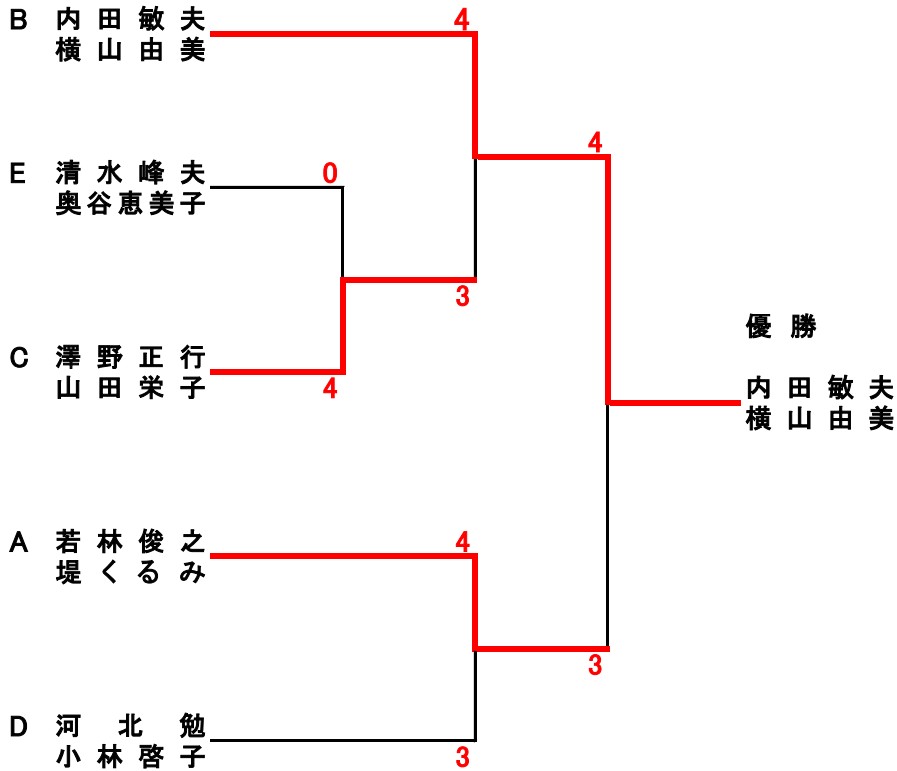 B 内田敏夫 4
横山由美
4
E 清水峰夫 0
奥谷恵美子
3
優勝
C 澤野正行
山田栄子 4
内田敏夫
横山由美
A 若林俊之 4
堤くるみ
3
D 河北勉
小林啓子 3